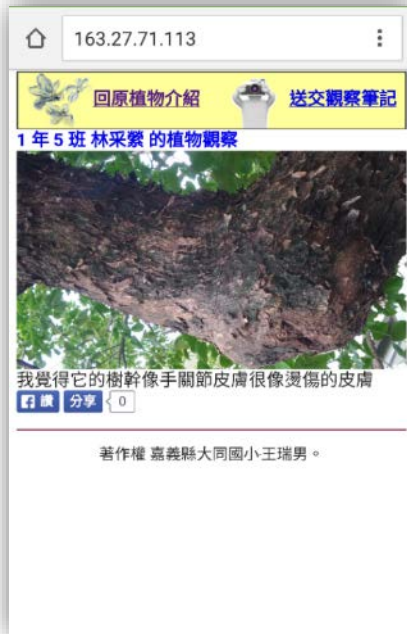 163.27.71.113
回原植物介紹 送交觀察筆記
1 年 5 班 林采縈 的植物觀察
我覺得它的樹幹像手關節皮膚很像燙傷的皮膚
讚 分享 0
著作權 嘉義縣大同國小王瑞男。